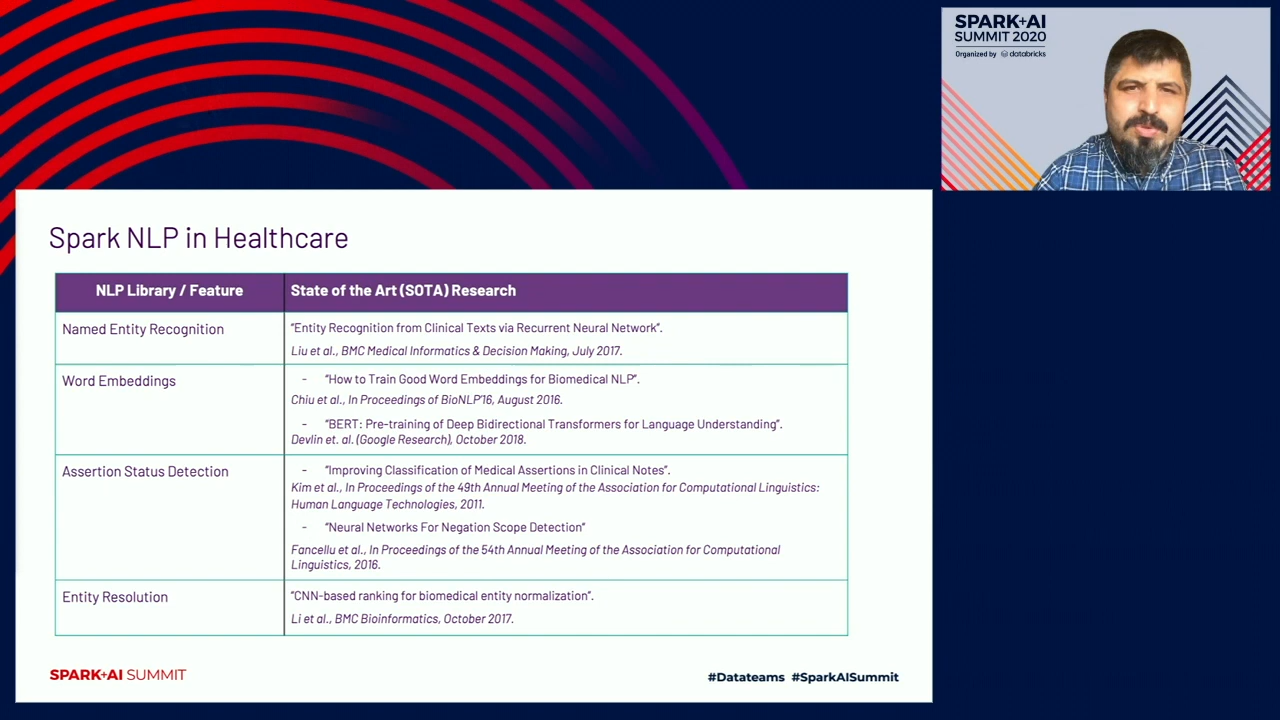 SPARK+AI
SUMMIT 2020
Organized by databricks
Spark NLP in Healthcare
NLP Library / Feature
State of the Art (SOTA) Research
Named Entity Recognition
“Entity Recognition from Clinical Texts via Recurrent Neural Network”.
Liu et al., BMC Medical Informatics & Decision Making, July 2017.
Word Embeddings
- “How to Train Good Word Embeddings for Biomedical NLP”.
Chiu et al., In Proceedings of BioNLP’16, August 2016.
- “BERT: Pre-training of Deep Bidirectional Transformers for Language Understanding”.
Devlin et. al. (Google Research), October 2018.
Assertion Status Detection
- “Improving Classification of Medical Assertions in Clinical Notes”.
Kim et al., In Proceedings of the 49th Annual Meeting of the Association for Computational Linguistics:
Human Language Technologies, 2011.
- “Neural Networks For Negation Scope Detection”
Fancellu et al., In Proceedings of the 54th Annual Meeting of the Association for Computational
Linguistics, 2016.
Entity Resolution
“CNN-based ranking for biomedical entity normalization”.
Li et al., BMC Bioinformatics, October 2017.
SPARK+AI SUMMIT
#Datateams #SparkAISummit